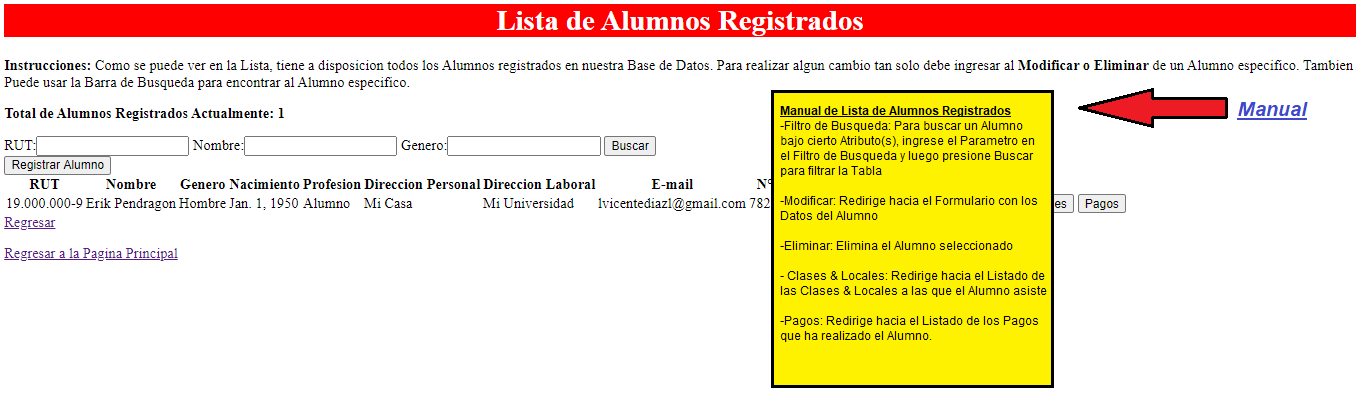 Lista de Alumnos Registrados
Instrucciones: Como se puede ver en la Lista, tiene a disposicion todos los Alumnos registrados en nuestra Base de Datos. Para realizar algun cambio tan solo debe ingresar al Modificar o Eliminar de un Alumno especifico. Tambien
Puede usar la Barra de Busqueda para encontrar al Alumno especifico.
Total de Alumnos Registrados Actualmente: 1
RUT: Nombre: Genero: Buscar
Registrar Alumno
RUT Nombre Genero Nacimiento Profesion Direccion Personal Direccion Laboral E-mail N°
19.000.000-9 Erik Pendragon Hombre Jan. 1, 1950 Alumno Mi Casa Mi Universidad lvicentediazl@gmail.com 782 es Pagos
Regresar
Regresar a la Pagina Principal
Manual de Lista de Alumnos Registrados
-Filtro de Busqueda: Para buscar un Alumno
bajo cierto Atributo(s), ingrese el Parametro en
el Filtro de Busqueda y luego presione Buscar
para filtrar la Tabla
-Modificar: Redirige hacia el Formulario con los
Datos del Alumno
-Eliminar: Elimina el Alumno seleccionado
- Clases & Locales: Redirige hacia el Listado de
las Clases & Locales a las que el Alumno asiste
-Pagos: Redirige hacia el Listado de los Pagos
que ha realizado el Alumno.
Manual